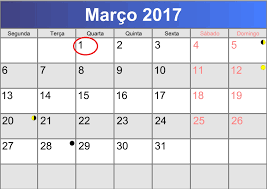 Março 2017
Segunda Terça Quarta Quinta Sexta Sábado Domingo
1 2 3 4 5
6 7 8 9 10 11 12
13 14 15 16 17 18 19
20 21 22 23 24 25 26
27 28 29 30 31